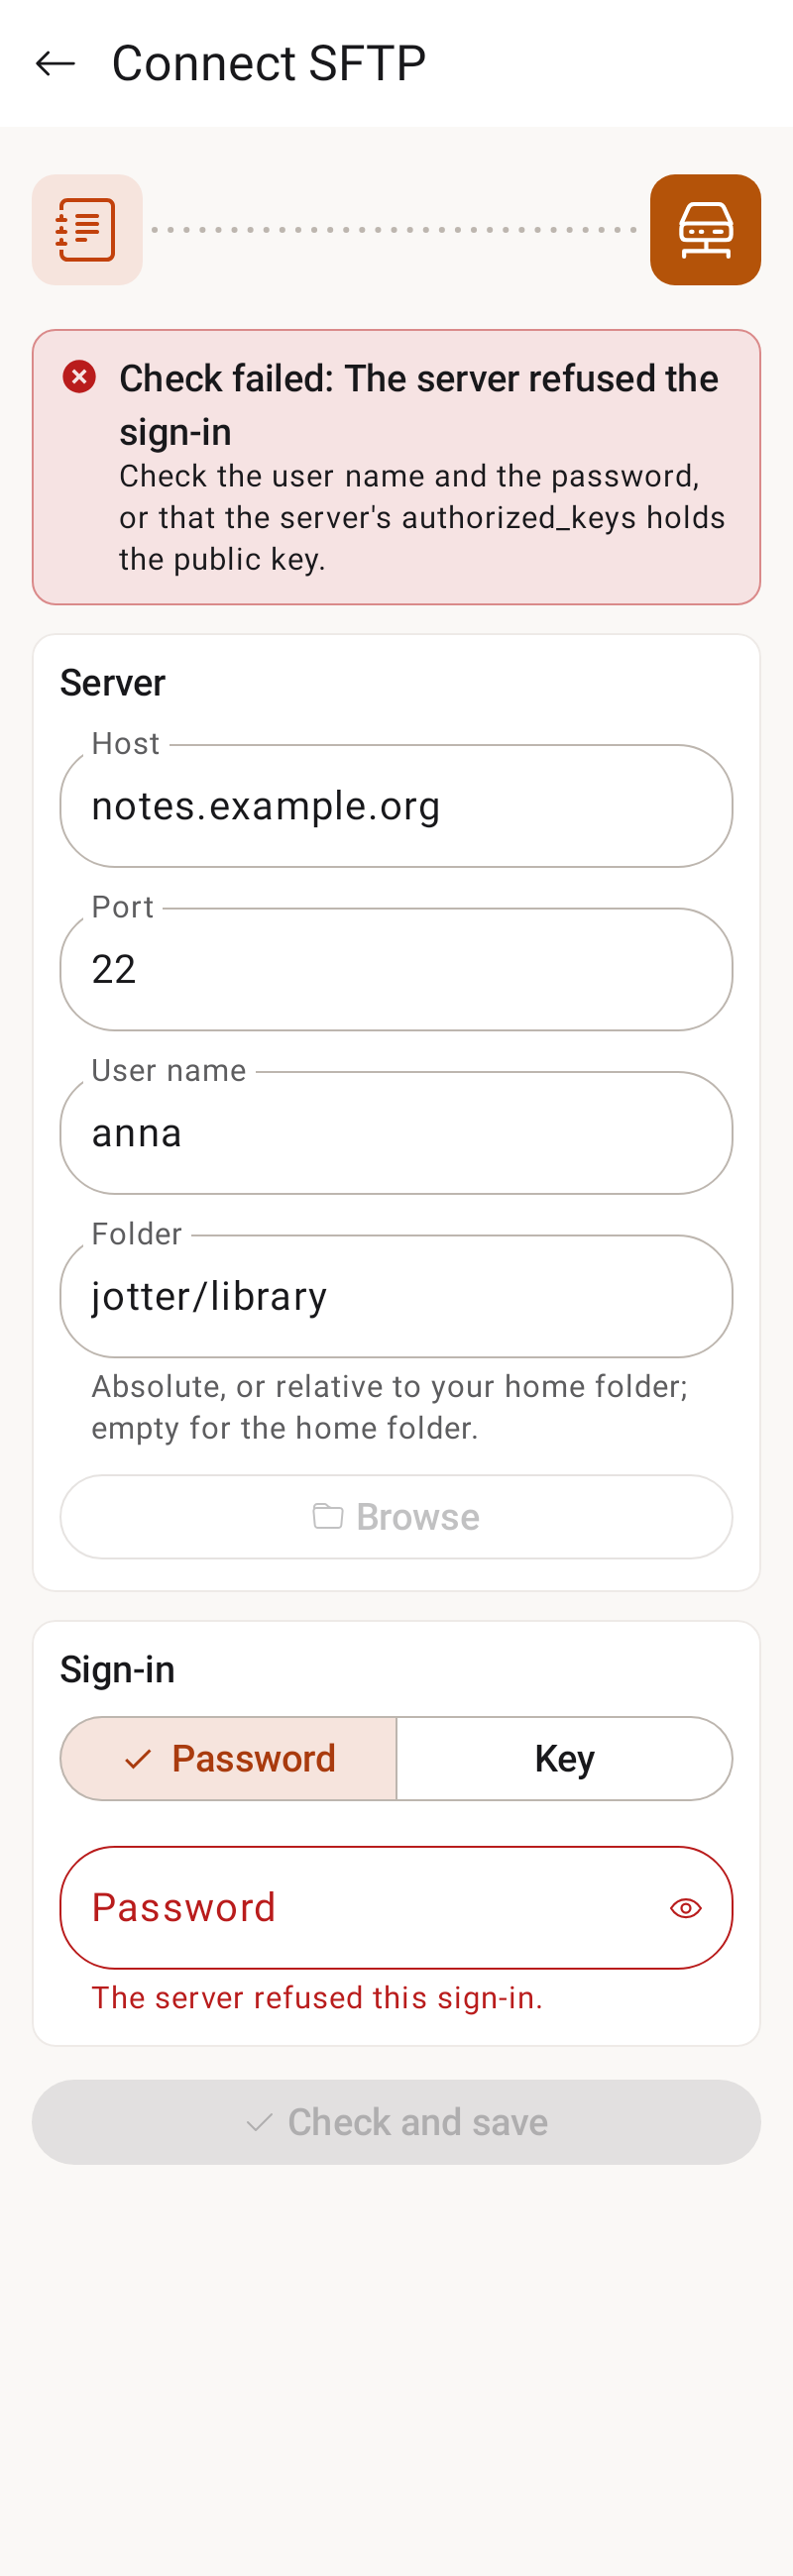 Connect SFTP
Check failed: The server refused the
sign-in
Check the user name and the password,
or that the server's authorized_keys holds
the public key.
Server
Host
notes.example.org
Port
22
User name
anna
Folder
jotter/library
Absolute, or relative to your home folder;
empty for the home folder.
Browse
Sign-in
Password
Key
Password
The server refused this sign-in.
Check and save